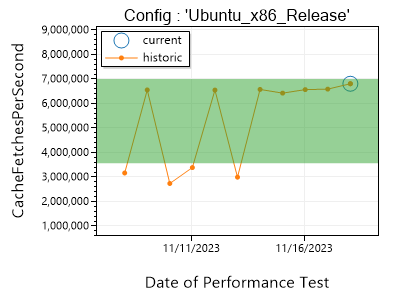 Config : 'Ubuntu_x86_Release'
CacheFetchesPerSecond
9,000,000
8,000,000
7,000,000
6,000,000
5,000,000
4,000,000
3,000,000
2,000,000
1,000,000
current
historic
11/11/2023
11/16/2023
Date of Performance Test